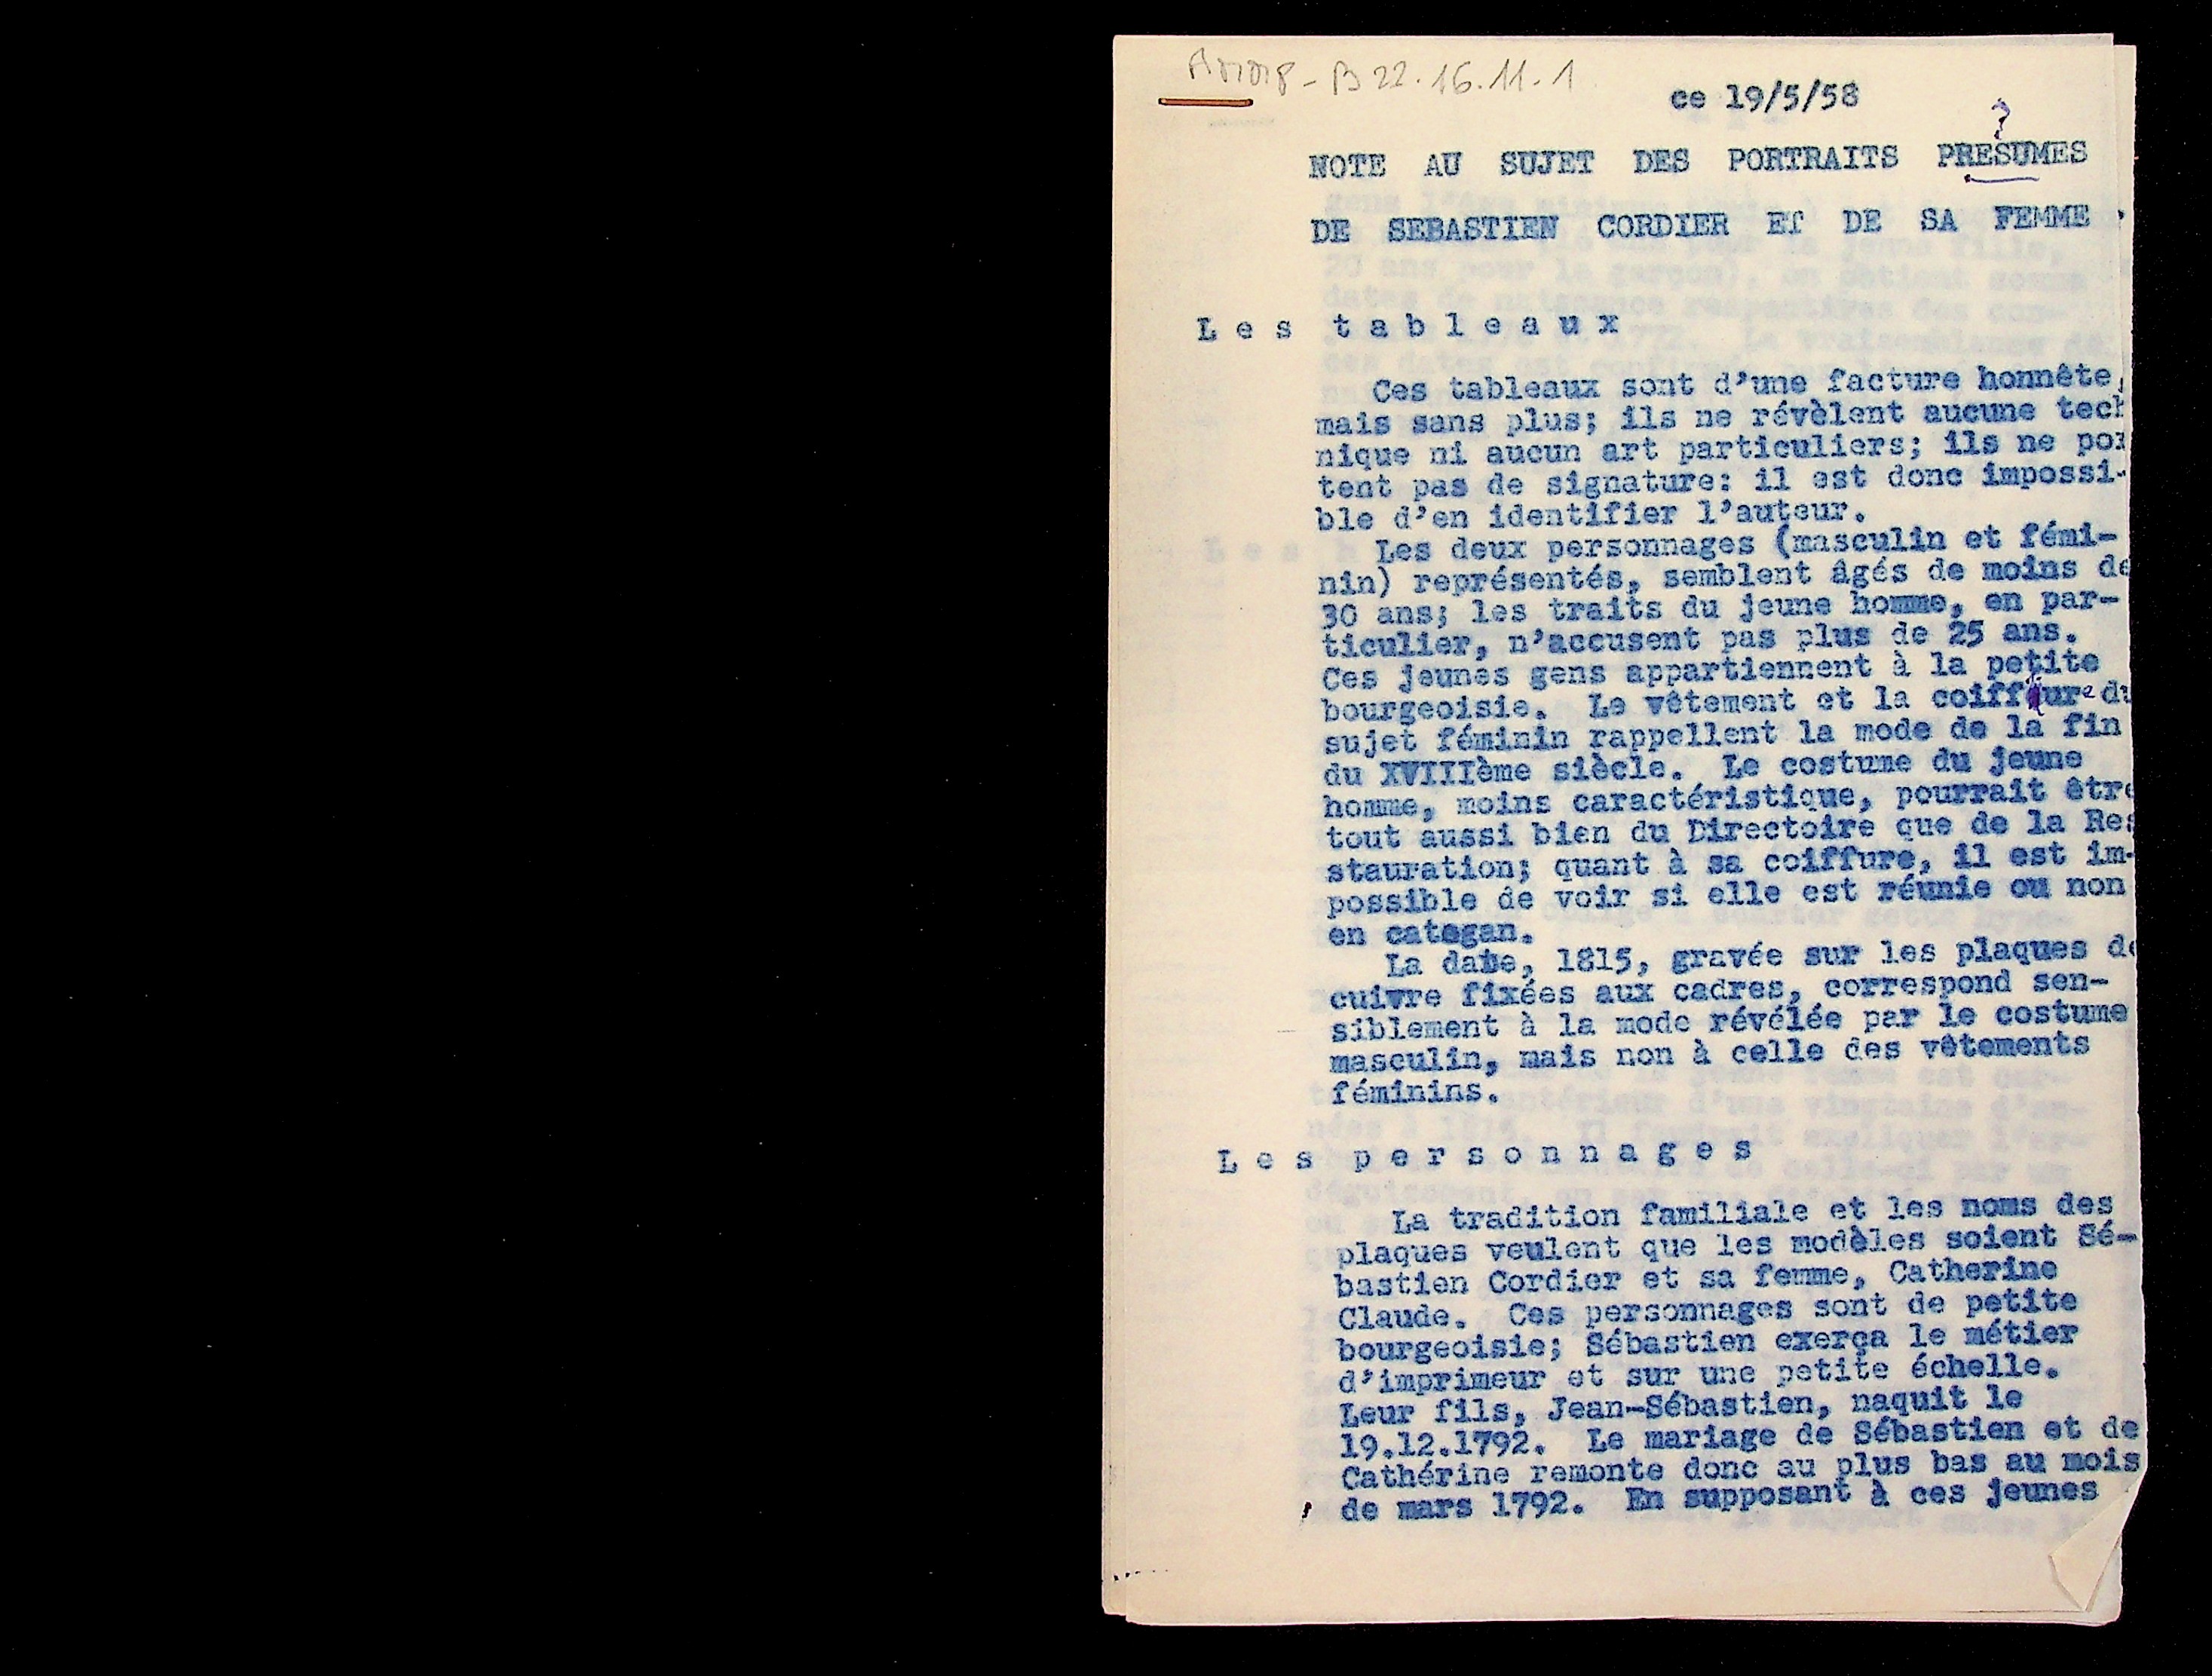 B 22.16.11-1
ce 19/5/58
?
NOTE AU SUJET DES PORTRAITS PRESUMES
DE SEBASTIEN CORDIER ET DE SA FEMME .
Les tableaux
Ces tableaux sont d'une facture honnête,
mais sans plus; ils ne révèlent aucune tech
nique ni aucun art particuliers; ils ne por
tent pas de signature: il est donc impossi-
ble d'en identifier l'auteur.
Les deux personnages (masculin et fémi-
nin) représentés, semblent âgés de moins de
30 ans; les traits du jeune homme, en par-
ticulier, n'accusent pas plus de 25 ans.
Ces jeunes gens appartiennent à la petite
bourgeoisie. Le vêtement et la coiffure du
sujet féminin rappellent la mode de la fin
du XVIIIème siècle. Le costume du jeune
homme, moins caractéristique, pourrait être
tout aussi bien du Directoire que de la Res
stauration; quant à sa coiffure, il est im-
possible de voir si elle est réunie ou non
en catogan.
La date, 1815, gravée sur les plaques de
cuivre fixées aux cadres, correspond sen-
siblement à la mode révélée par le costume
masculin, mais non à celle des vêtements
féminins.
Les personnages
La tradition familiale et les noms des
plaques veulent que les modèles soient Sé-
bastien Cordier et sa femme, Catherine
Claude. Ces personnages sont de petite
bourgeoisie; Sébastien exerça le métier
d'imprimeur et sur une petite échelle.
Leur fils, Jean-Sébastien, naquit le
19.12.1792. Le mariage de Sébastien et de
Cathérine remonte donc au plus bas au mois
de mars 1792. En supposant à ces jeunes